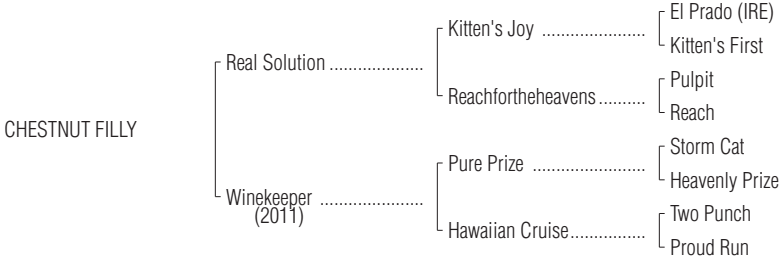 El Prado (IRE)
Kitten's Joy ......................
Kitten's First
Real Solution ....................
Pulpit
Reachfortheheavens..........
Reach
CHESTNUT FILLY
Storm Cat
Pure Prize ........................
Heavenly Prize
Winekeeper ......................
(2011)
Two Punch
Hawaiian Cruise................
Proud Run